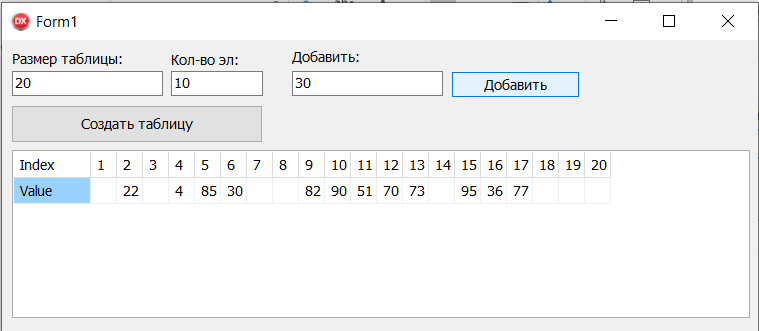 DX Form1
Размер таблицы: Кол-во эл: Добавить:
20 10 30 Добавить
Создать таблицу
Index 1 2 3 4 5 6 7 8 9 10 11 12 13 14 15 16 17 18 19 20
Value 22 4 85 30 82 90 51 70 73 95 36 77